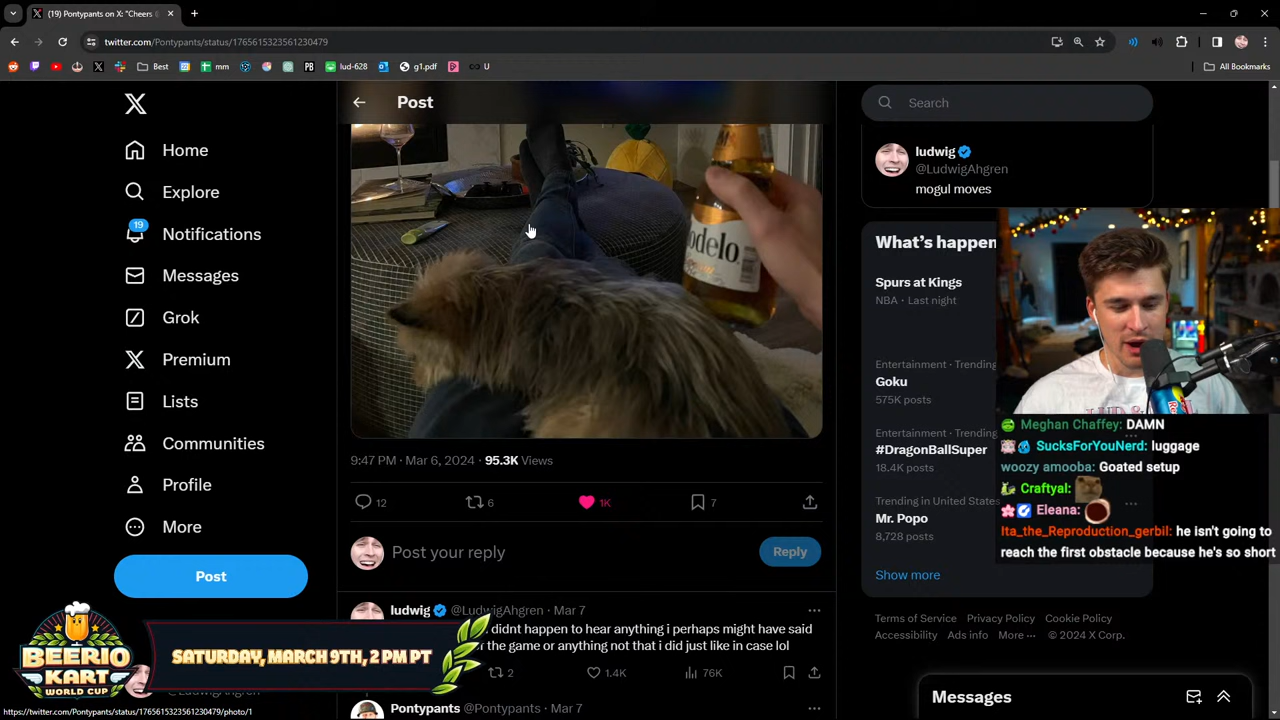 (19) Pontypants on X: "Cheers (
twitter.com/Pontypants/status/1765615323561230479
Best
mm
lud-628
PB
g1.pdf
U
All Bookmarks
Home
Explore
19
Notifications
Messages
Grok
Premium
Lists
Communities
Profile
More
Post
Post
odelo
9:47 PM · Mar 6, 2024 · 95.3K Views
12
6
1K
7
Post your reply
Reply
ludwig @LudwigAhgren · Mar 7
didnt happen to hear anything i perhaps might have said
the game or anything not that i did just like in case lol
2
1.4K
76K
Pontypants @Pontypants · Mar 7
Search
ludwig
@LudwigAhgren
mogul moves
What's happen
Spurs at Kings
NBA · Last night
Entertainment · Trending
Goku
575K posts
Entertainment · Trending
#DragonBallSuper
18.4K posts
Trending in United States
Mr. Popo
8,728 posts
Show more
Terms of Service Privacy Policy Cookie Policy
Accessibility Ads info More ··· © 2024 X Corp.
Messages
Meghan Chaffey: DAMN
SucksForYouNerd: luggage
woozy amooba: Goated setup
Craftyal:
Eleana:
Ita_the_Reproduction_gerbil: he isn't going to
reach the first obstacle because he's so short
BEERIO
KART
WORLD CUP
SATURDAY, MARCH 9TH, 2 PM PT
https://twitter.com/Pontypants/status/1765615323561230479/photo/1